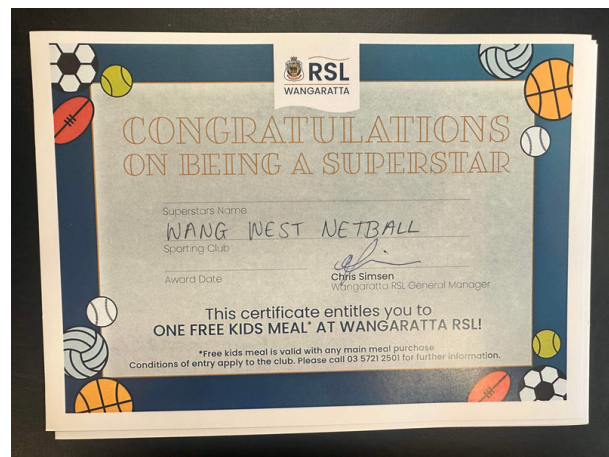 RSL
WANGARATTA
CONGRATULATIONS
ON BEING A SUPERSTAR
Superstars Name
WANG WEST NETBALL
Sporting Club
Award Date
Chris Simsen
Wangaratta RSL General Manager
This certificate entitles you to
ONE FREE KIDS MEAL* AT WANGARATTA RSL!
*Free kids meal is valid with any main meal purchase
Conditions of entry apply to the club. Please call 03 5721 2501 for further information.